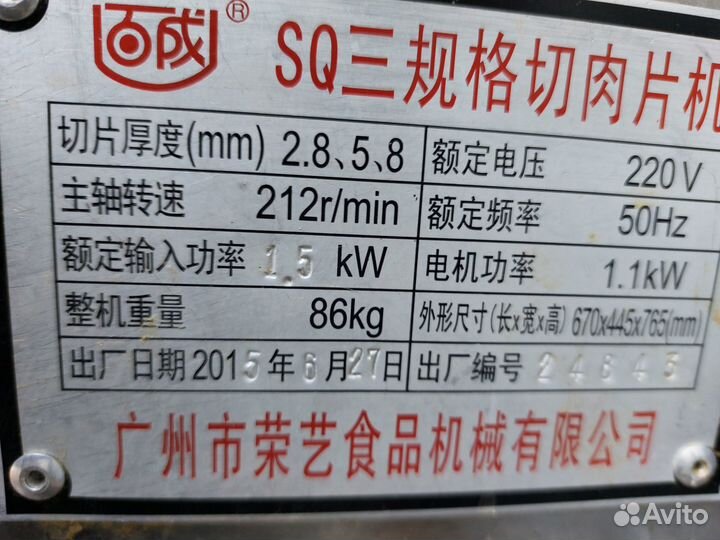 百成® SQ三规格切肉片机
切片厚度(mm) 2.8、5、8 额定电压 220V
主轴转速 212r/min 额定频率 50Hz
额定输入功率 1.5 kW 电机功率 1.1kW
整机重量 86kg 外形尺寸(长x宽x高) 670x445x765(mm)
出厂日期 2015年6月27日 出厂编号 24643
广州市荣艺食品机械有限公司
Avito